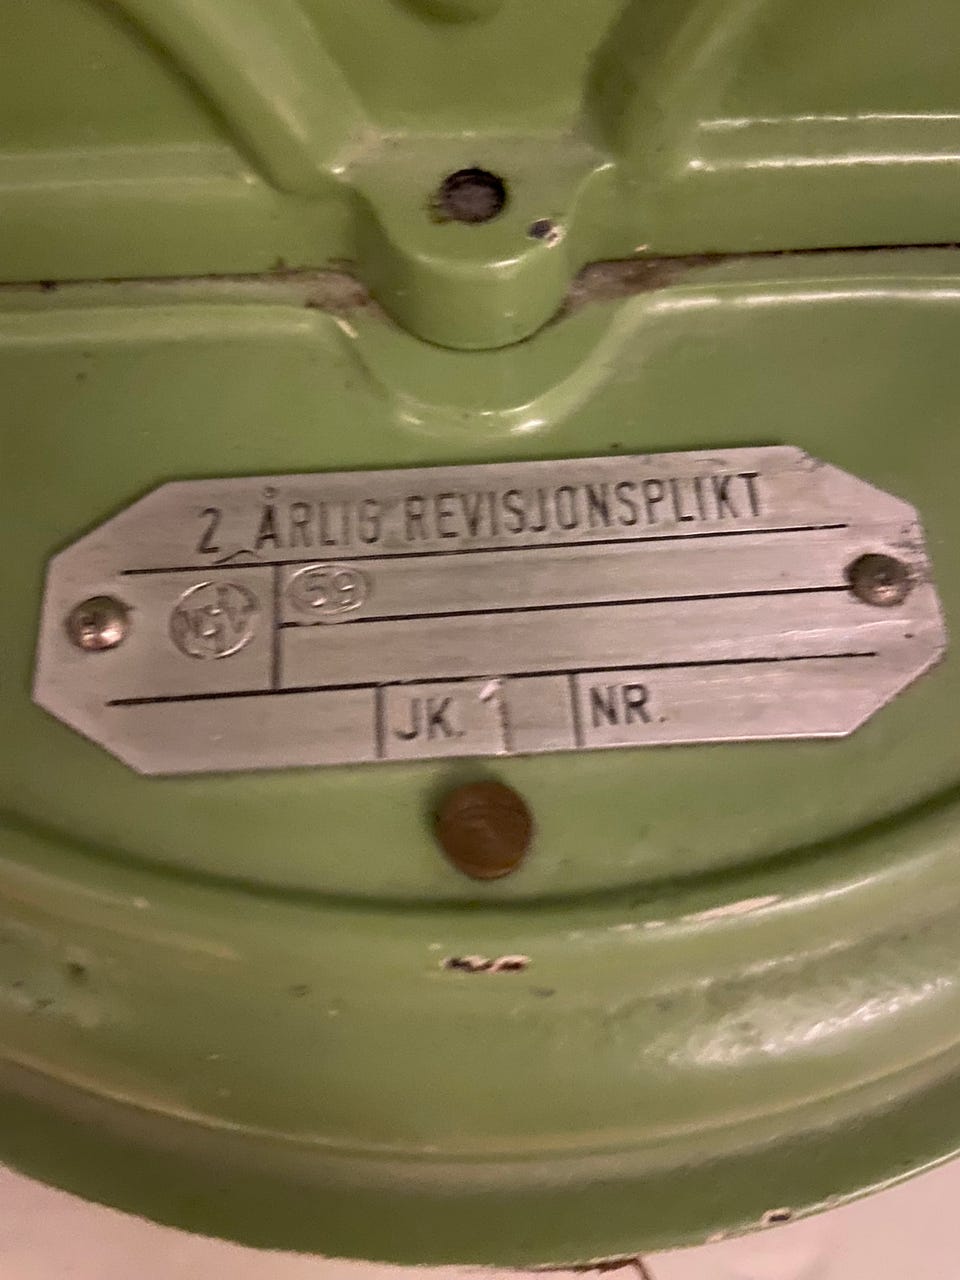 2 ÅRLIG REVISJONSPLIKT
59
JK. 1
NR.